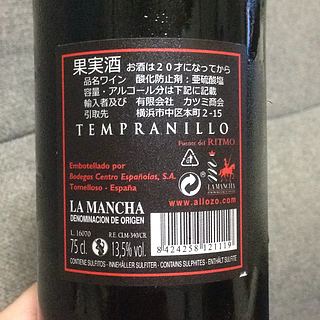 果実酒 お酒は20才になってから
品名ワイン 酸化防止剤：亜硫酸塩
容量・アルコール分は下記に記載
輸入者及び 有限会社 カツミ商会
引取先 横浜市中区本町2-15
TEMPRANILLO
Fuente del RITMO
Embotellado por
Bodegas Centro Españolas, S.A.
Tomelloso - España
LA MANCHA
LA MANCHA
DENOMINACION DE ORIGEN
www.allozo.com
L. 16070
R.E. CLM-340/CR
75 cl.
13,5% vol.
8 424258 121119
CONTIENE SULFITOS - INNEHÅLLER SULFITER - CONTAINS SULPHITES - ENTHÄLT SULFITE